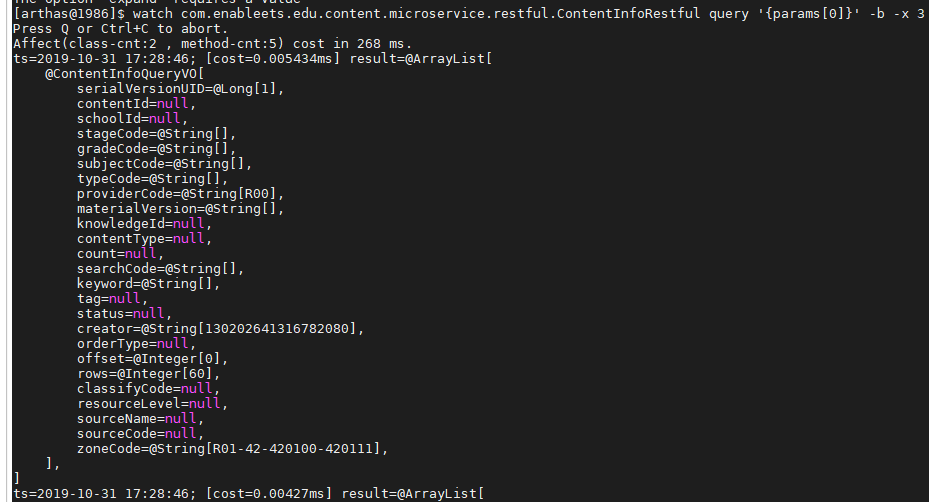 The option 'expand' requires a value
[arthas@1986]$ watch com.enableets.edu.content.microservice.restful.ContentInfoRestful query '{params[0]}' -b -x 3
Press Q or Ctrl+C to abort.
Affect(class-cnt:2 , method-cnt:5) cost in 268 ms.
ts=2019-10-31 17:28:46; [cost=0.005434ms] result=@ArrayList[
    @ContentInfoQueryVO[
        serialVersionUID=@Long[1],
        contentId=null,
        schoolId=null,
        stageCode=@String[],
        gradeCode=@String[],
        subjectCode=@String[],
        typeCode=@String[],
        providerCode=@String[R00],
        materialVersion=@String[],
        knowledgeId=null,
        contentType=null,
        count=null,
        searchCode=@String[],
        keyword=@String[],
        tag=null,
        status=null,
        creator=@String[130202641316782080],
        orderType=null,
        offset=@Integer[0],
        rows=@Integer[60],
        classifyCode=null,
        resourceLevel=null,
        sourceName=null,
        sourceCode=null,
        zoneCode=@String[R01-42-420100-420111],
    ],
]
ts=2019-10-31 17:28:46; [cost=0.00427ms] result=@ArrayList[